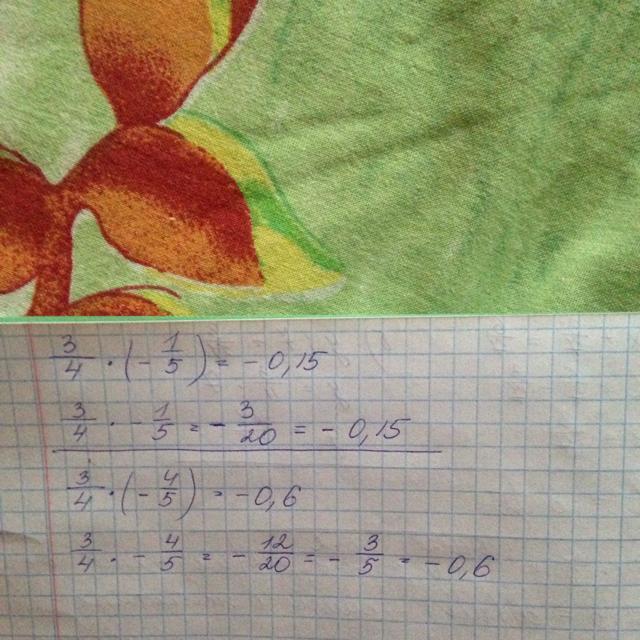 3/4 · (- 1/5) = - 0,15
3/4 · - 1/5 = - 3/20 = - 0,15
3/4 · (- 4/5) = - 0,6
3/4 · - 4/5 = - 12/20 = - 3/5 = - 0,6